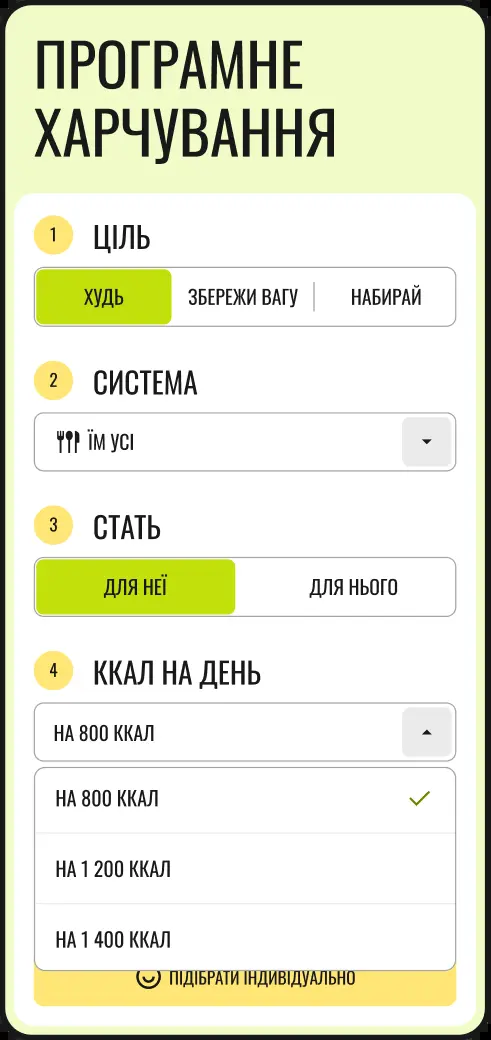 ПРОГРАМНЕ
ХАРЧУВАННЯ
1 ЦІЛЬ
ХУДЬ ЗБЕРЕЖИ ВАГУ НАБИРАЙ
2 СИСТЕМА
ЇМ УСІ
3 СТАТЬ
ДЛЯ НЕЇ ДЛЯ НЬОГО
4 ККАЛ НА ДЕНЬ
НА 800 ККАЛ
НА 800 ККАЛ
НА 1 200 ККАЛ
НА 1 400 ККАЛ
ПІДІБРАТИ ІНДИВІДУАЛЬНО